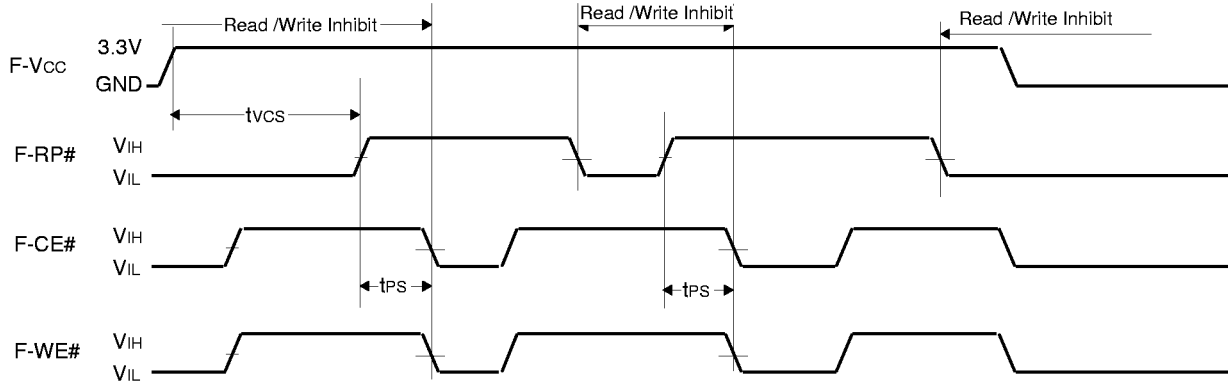 Read /Write Inhibit
Read /Write Inhibit
Read /Write Inhibit
F-VCC
3.3V
GND
tVCS
F-RP#
VIH
VIL
F-CE#
VIH
VIL
tPS
tPS
F-WE#
VIH
VIL